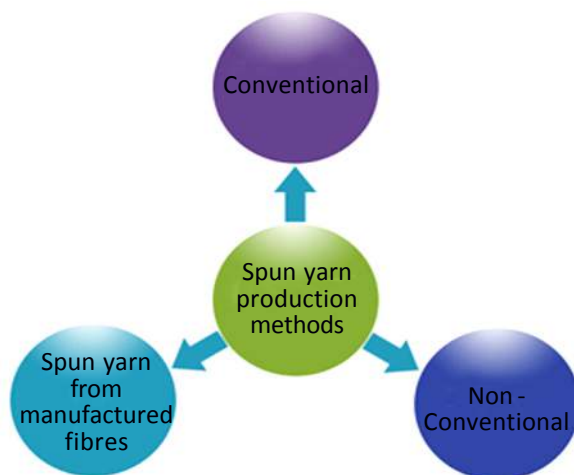 Conventional
Spun yarn
production
methods
Spun yarn
from
manufactured
fibres
Non -
Conventional